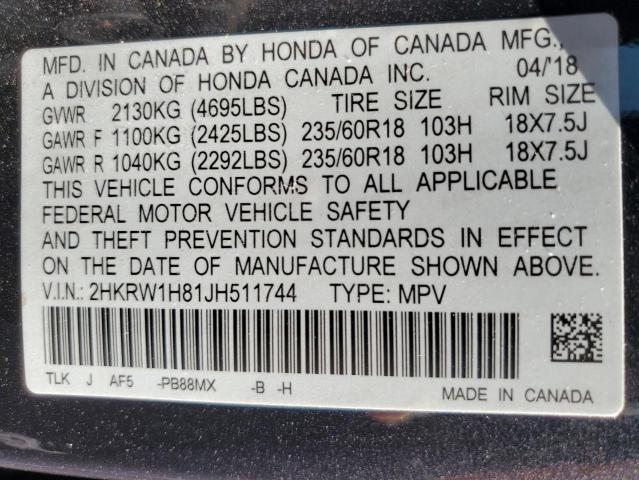 MFD. IN CANADA BY HONDA OF CANADA MFG.,
A DIVISION OF HONDA CANADA INC. 04/'18
GVWR 2130KG (4695LBS) TIRE SIZE RIM SIZE
GAWR F 1100KG (2425LBS) 235/60R18 103H 18X7.5J
GAWR R 1040KG (2292LBS) 235/60R18 103H 18X7.5J
THIS VEHICLE CONFORMS TO ALL APPLICABLE
FEDERAL MOTOR VEHICLE SAFETY
AND THEFT PREVENTION STANDARDS IN EFFECT
ON THE DATE OF MANUFACTURE SHOWN ABOVE.
V.I.N.: 2HKRW1H81JH511744 TYPE: MPV
TLK J AF5 -PB88MX -B -H
MADE IN CANADA